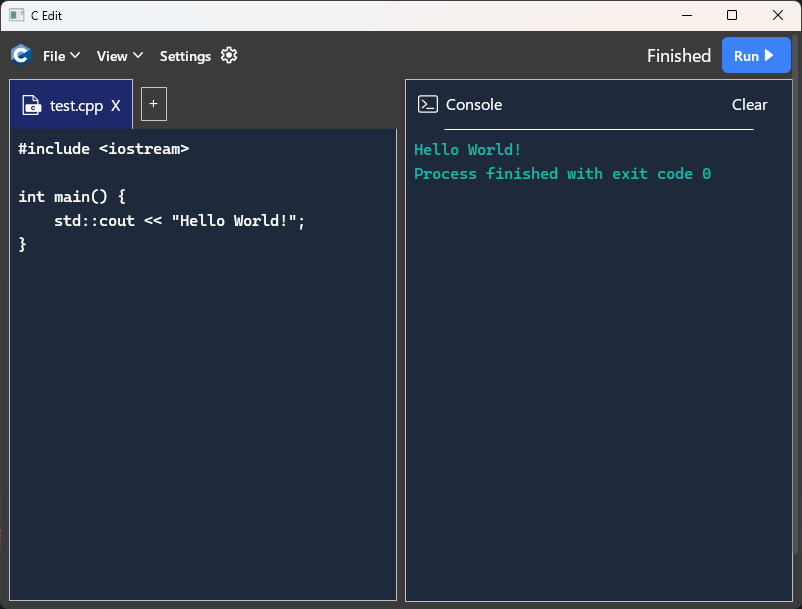 C Edit
File View Settings Finished Run
test.cpp X +
#include <iostream>
int main() {
    std::cout << "Hello World!";
}
Console Clear
Hello World!
Process finished with exit code 0